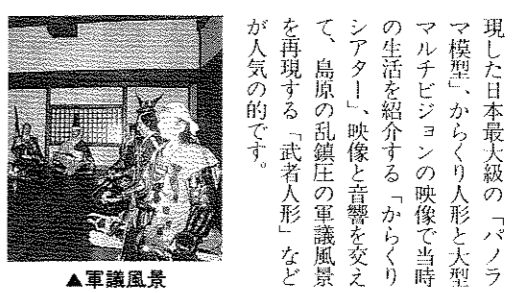 現した日本最大級の「パノラ
マ模型」、からくり人形と大型
マルチビジョンの映像で当時
の生活を紹介する「からくり
シアター」、映像と音響を交え
て、島原の乱鎮圧の軍議風景
を再現する「武者人形」など
が人気の的です。
▲軍議風景